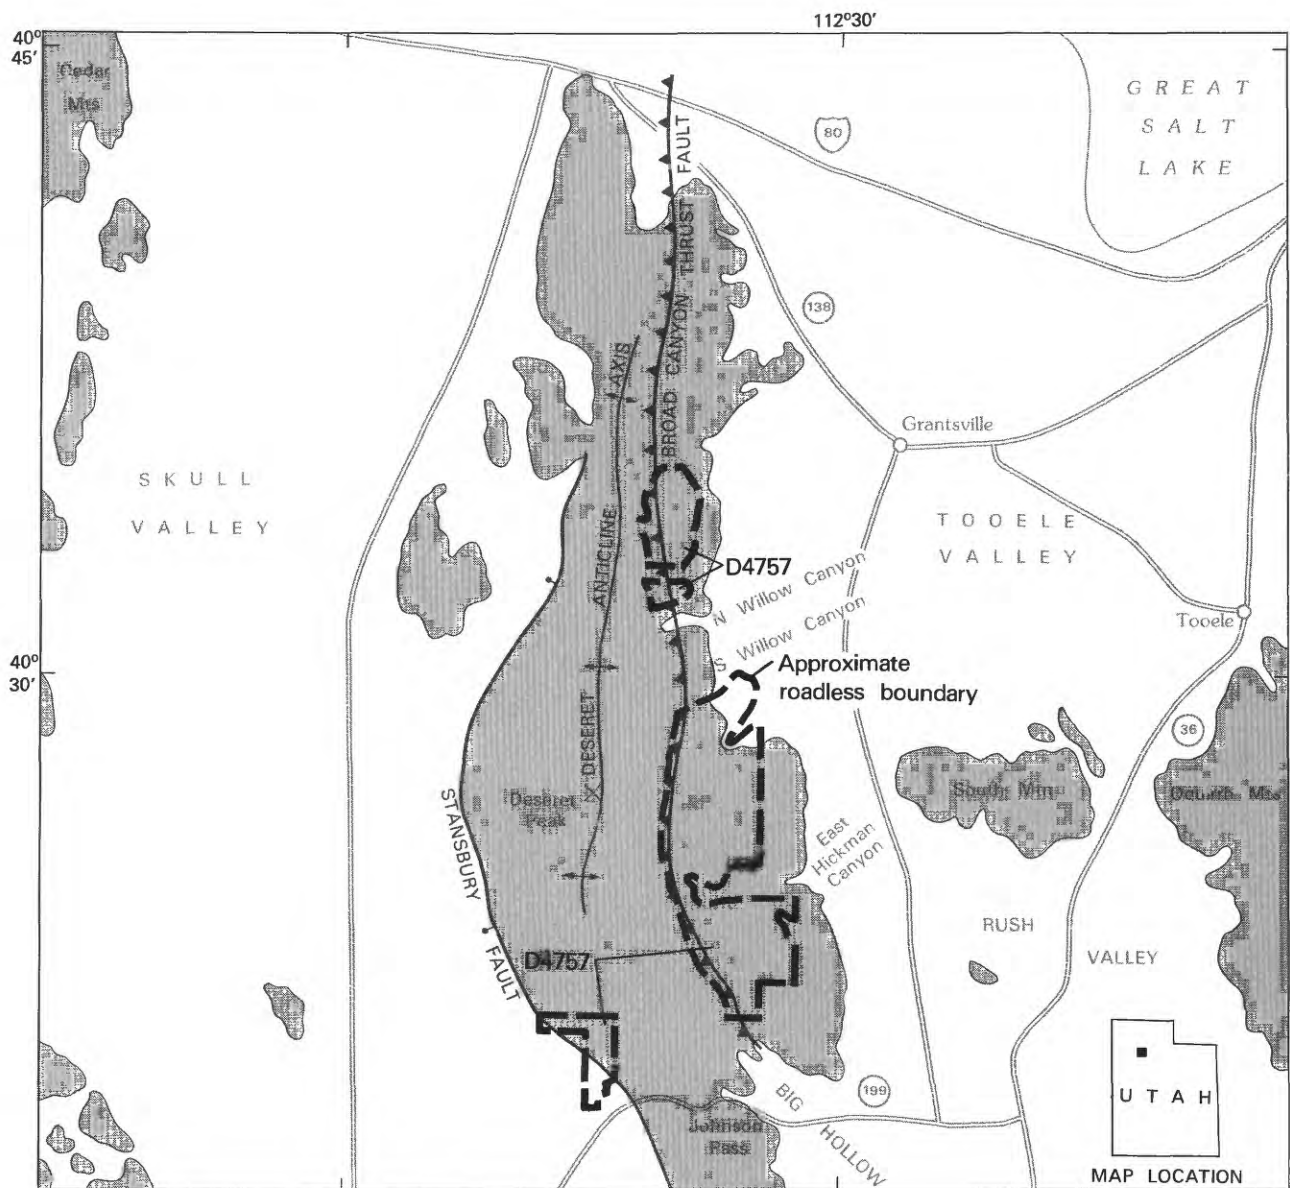 112°30'
40°
45'
Cedar
Mts
GREAT
SALT
LAKE
80
BROAD CANYON THRUST FAULT
138
AXIS
Grantsville
SKULL
VALLEY
TOOELE
VALLEY
ANTICLINE
D4757
N Willow Canyon
S Willow Canyon
Tooele
40°
30'
Approximate
roadless boundary
36
DESERET
Deseret
Peak
South Mtn
STANSBURY FAULT
East
Hickman
Canyon
RUSH
VALLEY
D4757
199
BIG
HOLLOW
Johnson
Pass
UTAH
MAP LOCATION